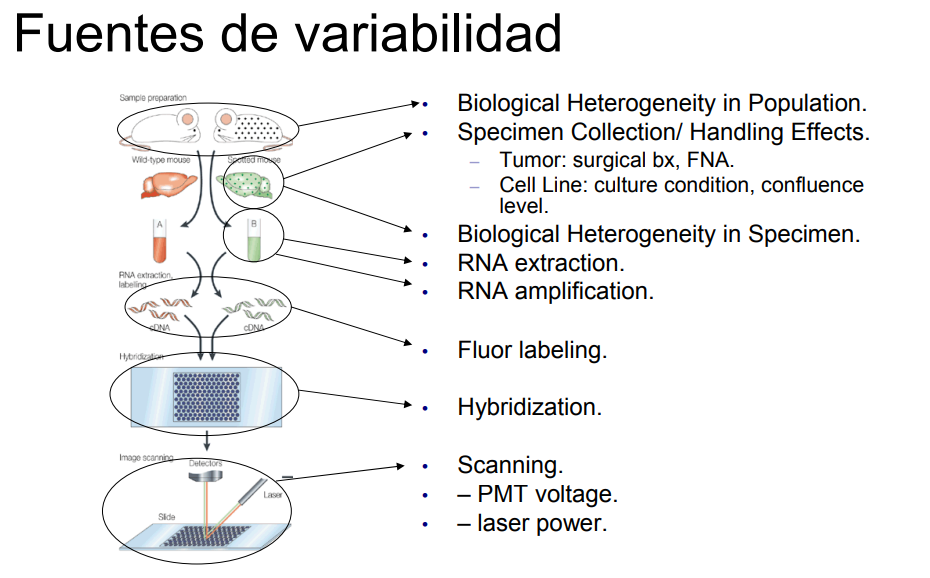 Fuentes de variabilidad
Sample preparation
Wild-type mouse
Spotted mouse
A
B
RNA extraction,
labelling
cDNA
cDNA
Hybridization
Image scanning
Detectors
Laser
Slide
• Biological Heterogeneity in Population.
• Specimen Collection/ Handling Effects.
– Tumor: surgical bx, FNA.
– Cell Line: culture condition, confluence
level.
• Biological Heterogeneity in Specimen.
• RNA extraction.
• RNA amplification.
• Fluor labeling.
• Hybridization.
• Scanning.
• – PMT voltage.
• – laser power.